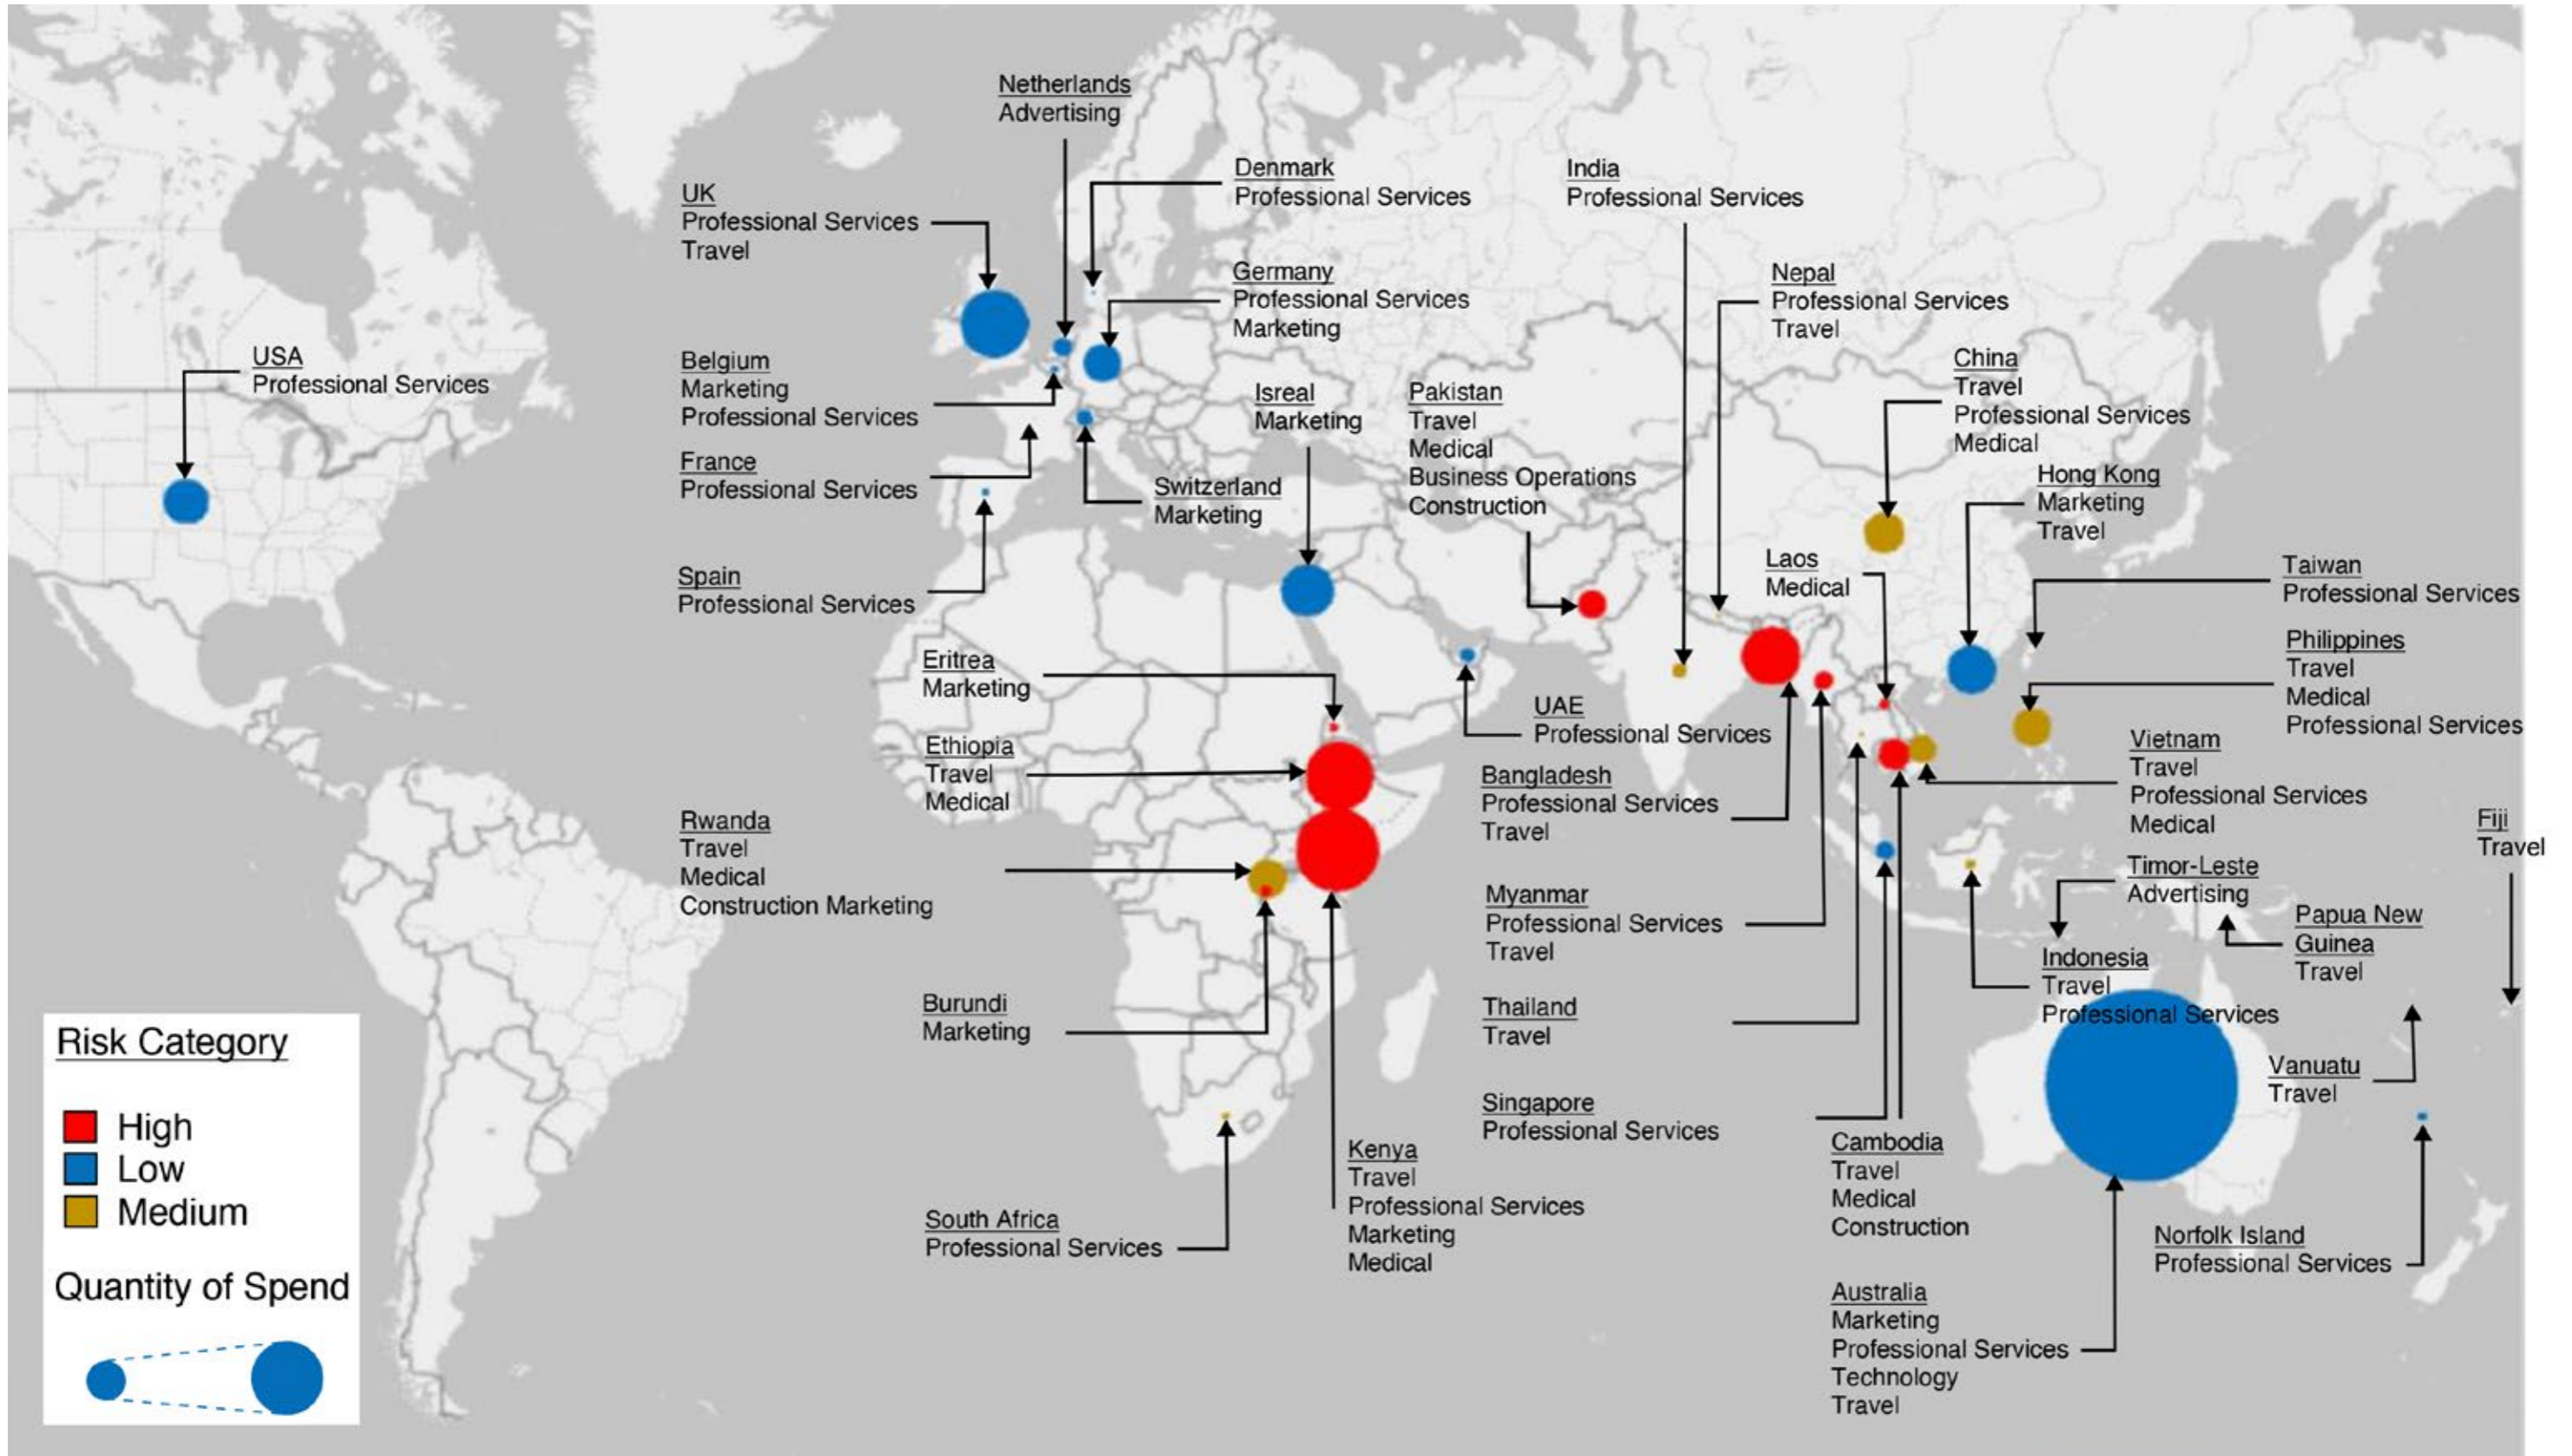 Netherlands
Advertising
Denmark
Professional Services
India
Professional Services
UK
Professional Services
Travel
Germany
Professional Services
Marketing
Nepal
Professional Services
Travel
USA
Professional Services
Belgium
Marketing
Professional Services
Isreal
Marketing
Pakistan
Travel
Medical
Business Operations
Construction
China
Travel
Professional Services
Medical
France
Professional Services
Switzerland
Marketing
Hong Kong
Marketing
Travel
Laos
Medical
Taiwan
Professional Services
Spain
Professional Services
Philippines
Travel
Medical
Professional Services
Eritrea
Marketing
UAE
Professional Services
Ethiopia
Travel
Medical
Bangladesh
Professional Services
Travel
Vietnam
Travel
Professional Services
Medical
Fiji
Travel
Rwanda
Travel
Medical
Construction Marketing
Timor-Leste
Advertising
Myanmar
Professional Services
Travel
Papua New
Guinea
Travel
Indonesia
Travel
Professional Services
Burundi
Marketing
Thailand
Travel
Vanuatu
Travel
Singapore
Professional Services
Kenya
Travel
Professional Services
Marketing
Medical
Cambodia
Travel
Medical
Construction
South Africa
Professional Services
Norfolk Island
Professional Services
Australia
Marketing
Professional Services
Technology
Travel
Risk Category
High
Low
Medium
Quantity of Spend